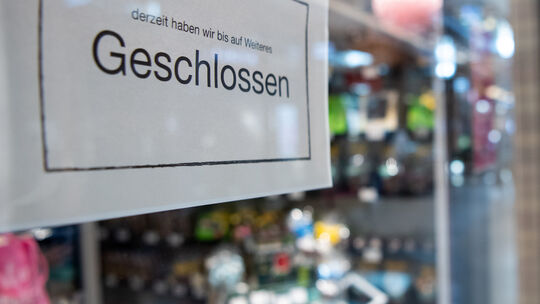 derzeit haben wir bis auf Weiteres
Geschlossen